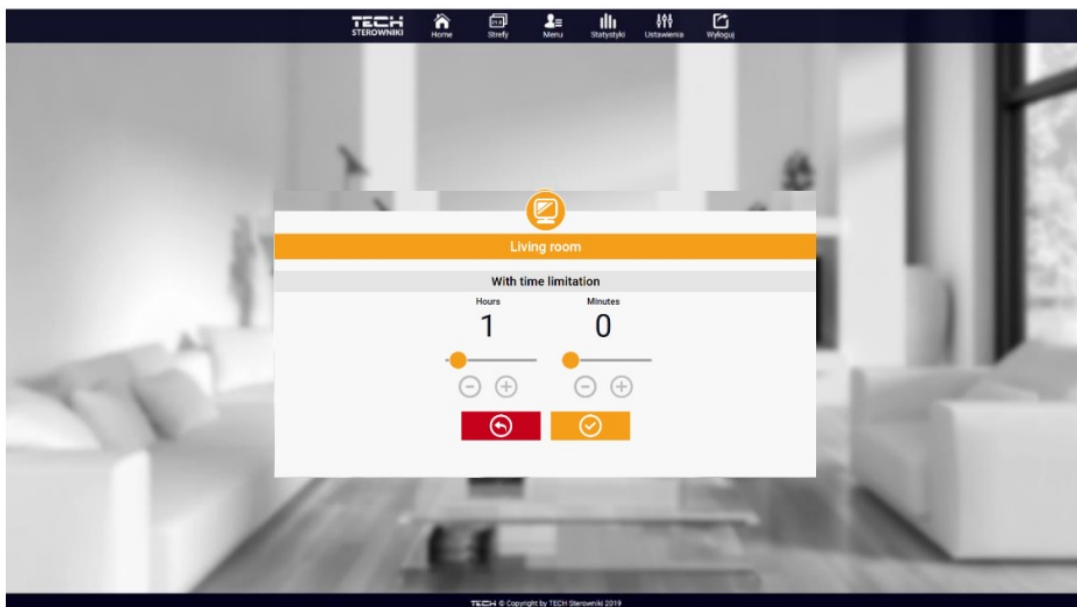 TECH
STEROWNIKI
Home
Strefy
Menu
Statystyki
Ustawienia
Wyloguj
Living room
With time limitation
Hours
Minutes
1
0
TECH © Copyright by TECH Sterowniki 2019